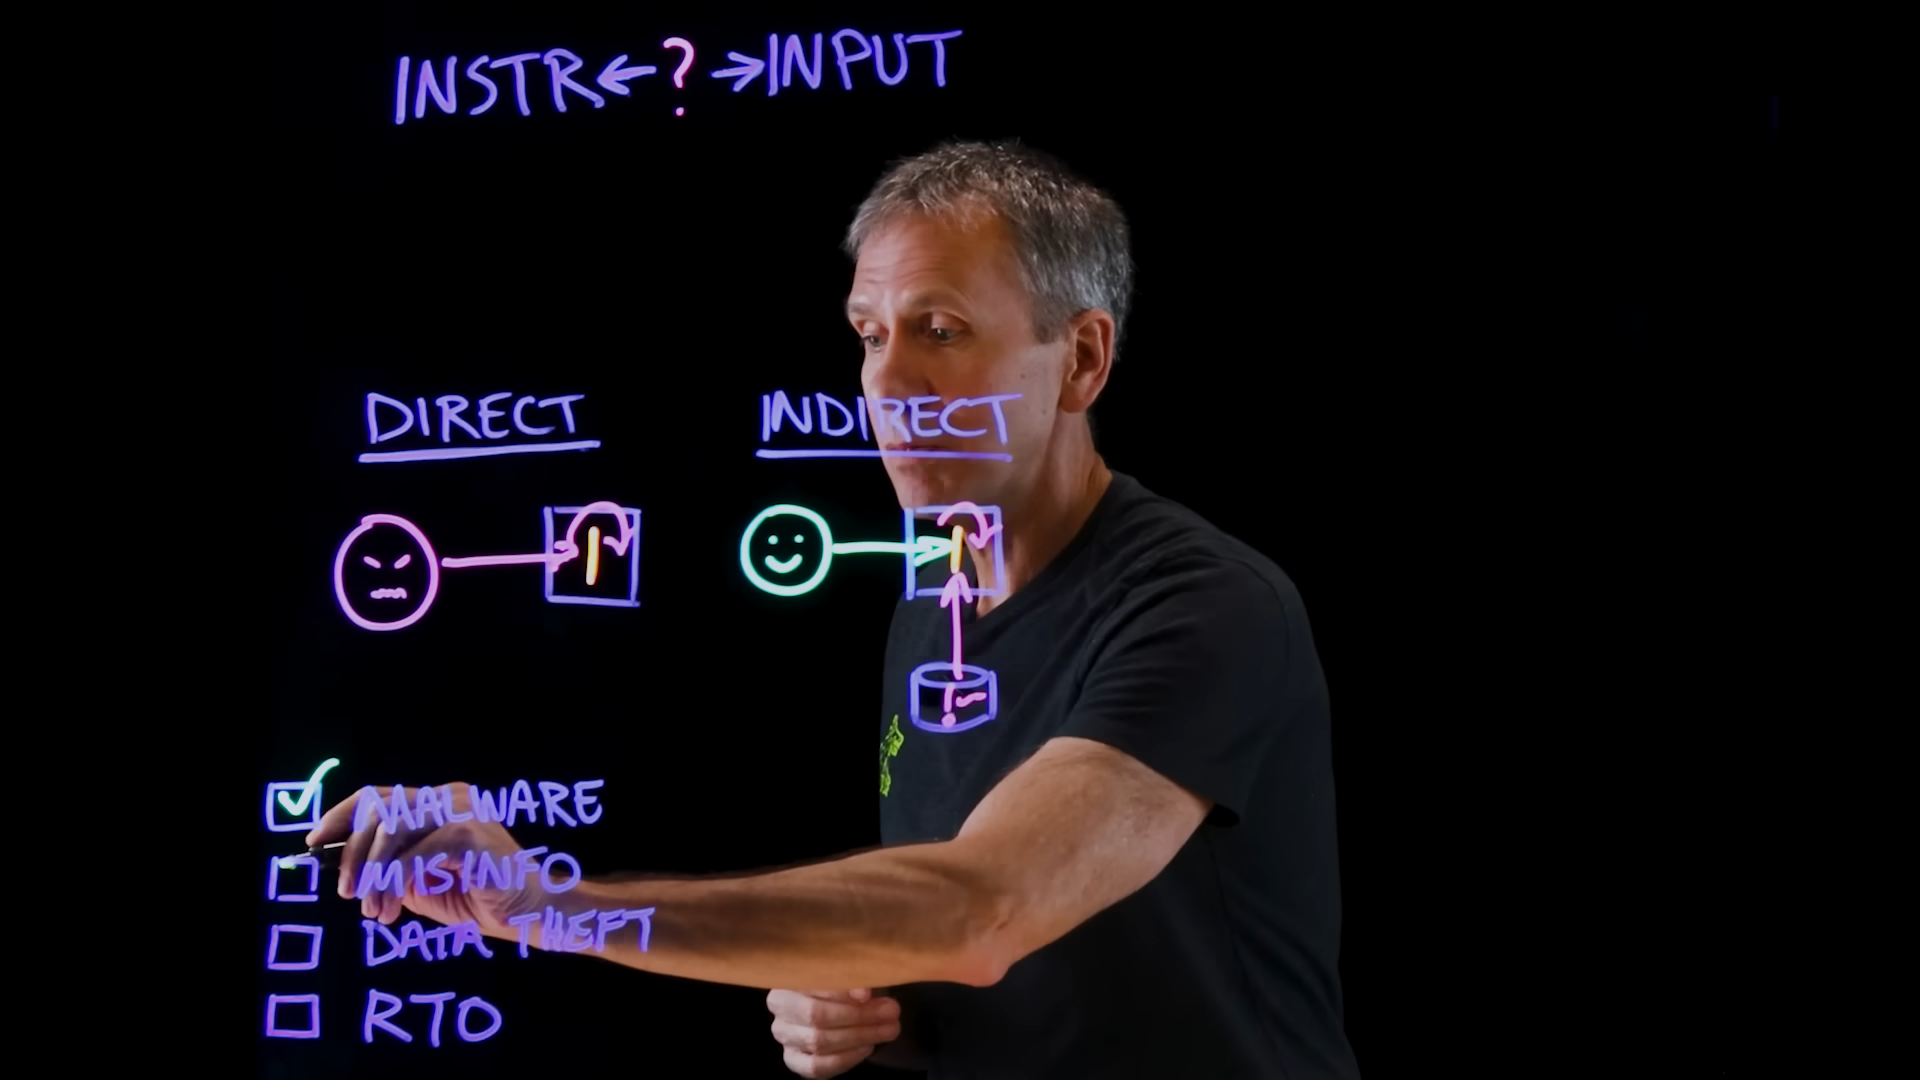 INSTR←?→INPUT
DIRECT INDIRECT
MALWARE
MISINFO
DATA THEFT
RTO